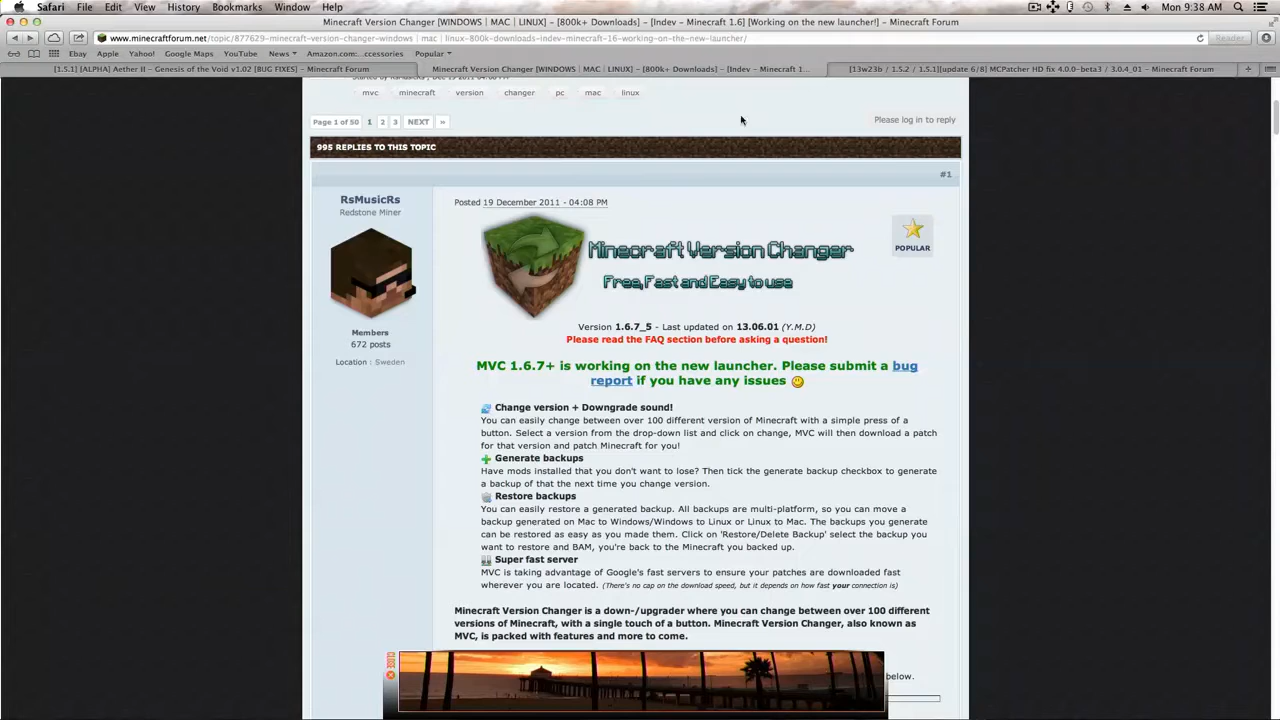 Safari File Edit View History Bookmarks Window Help Mon 9:38 AM
Minecraft Version Changer [WINDOWS | MAC | LINUX] – [800k+ Downloads] – [Indev – Minecraft 1.6] [Working on the new launcher!] – Minecraft Forum
www.minecraftforum.net/topic/877629-minecraft-version-changer-windows | mac | linux-800k-downloads-indev-minecraft-16-working-on-the-new-launcher/ Reader
Ebay Apple Yahoo! Google Maps YouTube News Amazon.com: ...ccessories Popular
[1.5.1] [ALPHA] Aether II – Genesis of the Void v1.02 [BUG FIXES] – Minecraft Forum
Minecraft Version Changer [WINDOWS | MAC | LINUX] – [800k+ Downloads] – [Indev – Minecraft 1...
[13w23b / 1.5.2 / 1.5.1][update 6/8] MCPatcher HD fix 4.0.0-beta3 / 3.0.4_01 – Minecraft Forum
mvc minecraft version changer pc mac linux
Page 1 of 50 1 2 3 NEXT » Please log in to reply
995 REPLIES TO THIS TOPIC
#1
RsMusicRs
Redstone Miner
Members
672 posts
Location : Sweden
Posted 19 December 2011 - 04:08 PM
Minecraft Version Changer
Free, Fast and Easy to use
POPULAR
Version 1.6.7_5 - Last updated on 13.06.01 (Y.M.D)
Please read the FAQ section before asking a question!
MVC 1.6.7+ is working on the new launcher. Please submit a bug
report if you have any issues
Change version + Downgrade sound!
You can easily change between over 100 different version of Minecraft with a simple press of a
button. Select a version from the drop-down list and click on change, MVC will then download a patch
for that version and patch Minecraft for you!
Generate backups
Have mods installed that you don't want to lose? Then tick the generate backup checkbox to generate
a backup of that the next time you change version.
Restore backups
You can easily restore a generated backup. All backups are multi-platform, so you can move a
backup generated on Mac to Windows/Windows to Linux or Linux to Mac. The backups you generate
can be restored as easy as you made them. Click on 'Restore/Delete Backup' select the backup you
want to restore and BAM, you're back to the Minecraft you backed up.
Super fast server
MVC is taking advantage of Google's fast servers to ensure your patches are downloaded fast
wherever you are located. (There's no cap on the download speed, but it depends on how fast your connection is)
Minecraft Version Changer is a down-/upgrader where you can change between over 100 different
versions of Minecraft, with a single touch of a button. Minecraft Version Changer, also known as
MVC, is packed with features and more to come.
below.